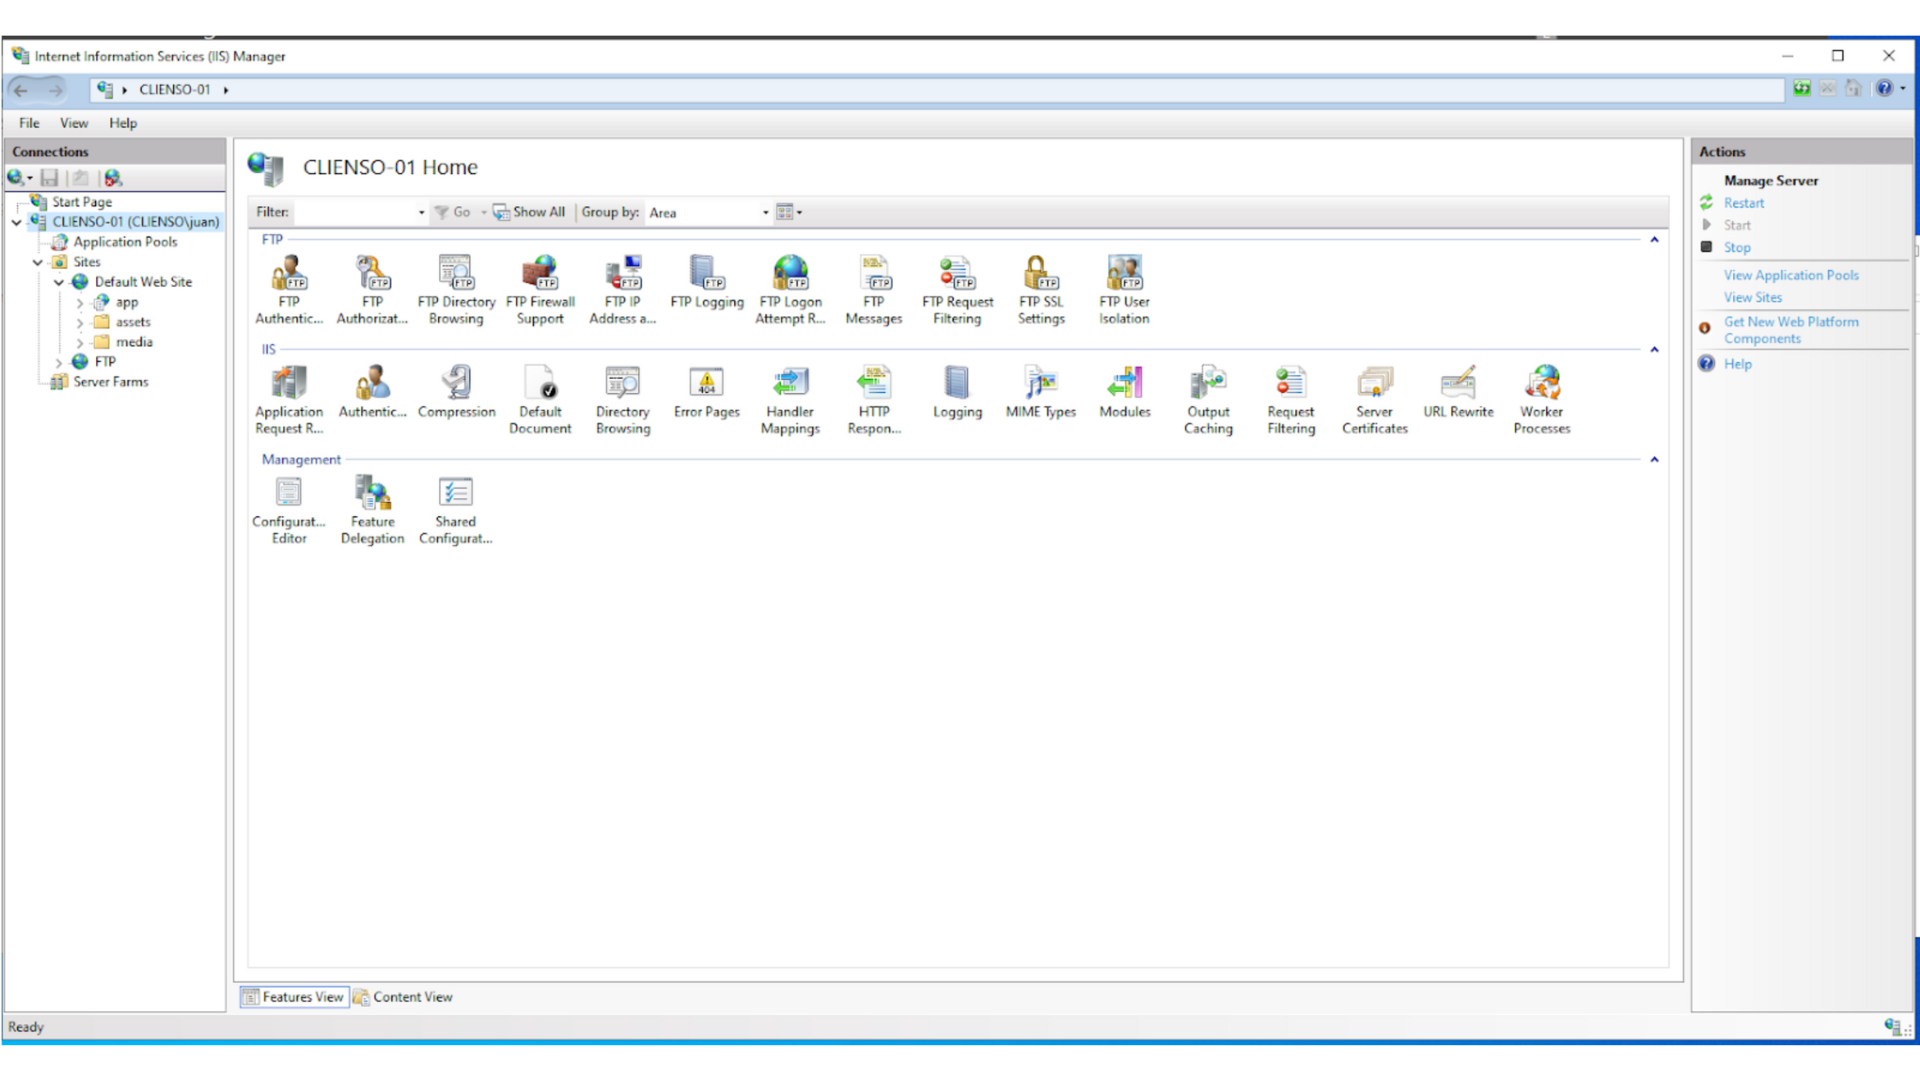 Internet Information Services (IIS) Manager
CLIENSO-01
File View Help
Connections
Start Page
CLIENSO-01 (CLIENSO\juan)
Application Pools
Sites
Default Web Site
app
assets
media
FTP
Server Farms
CLIENSO-01 Home
Filter: Go Show All Group by: Area
FTP
FTP Authentic...
FTP Authorizat...
FTP Directory Browsing
FTP Firewall Support
FTP IP Address a...
FTP Logging
FTP Logon Attempt R...
FTP Messages
FTP Request Filtering
FTP SSL Settings
FTP User Isolation
IIS
Application Request R...
Authentic...
Compression
Default Document
Directory Browsing
Error Pages
Handler Mappings
HTTP Respon...
Logging
MIME Types
Modules
Output Caching
Request Filtering
Server Certificates
URL Rewrite
Worker Processes
Management
Configurat... Editor
Feature Delegation
Shared Configurat...
Features View Content View
Actions
Manage Server
Restart
Start
Stop
View Application Pools
View Sites
Get New Web Platform
Components
Help
Ready